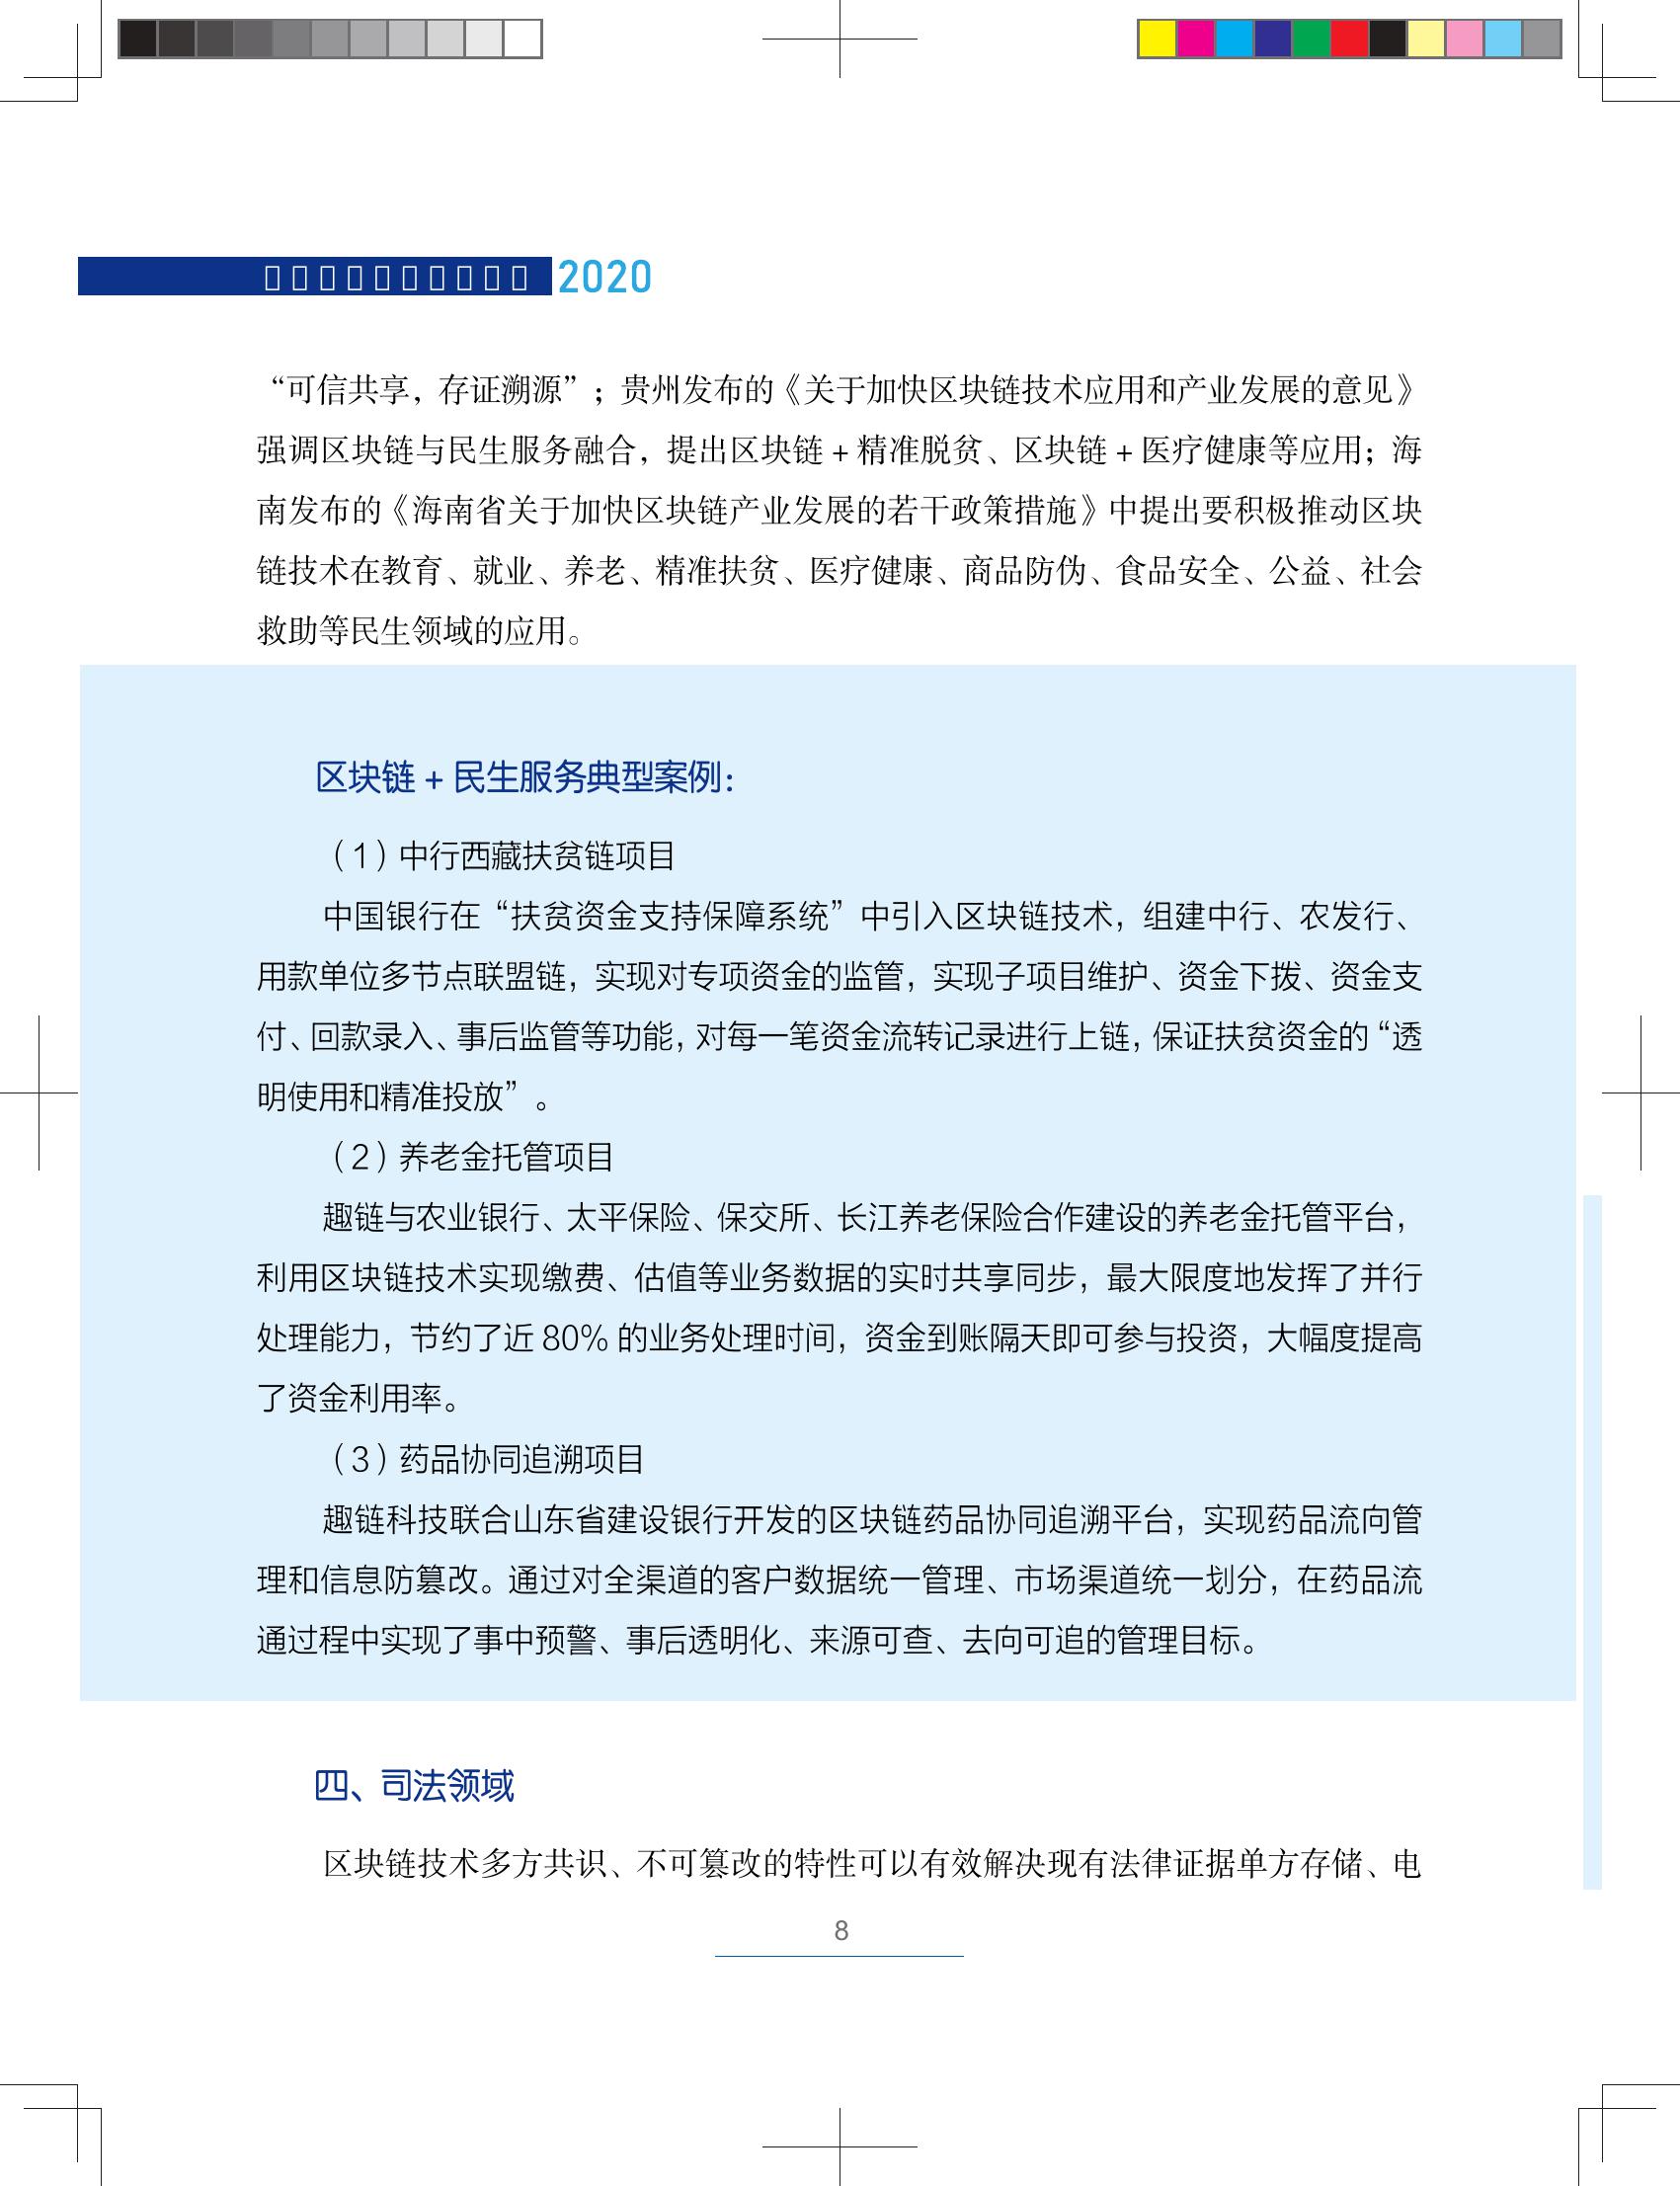 2020
“可信共享，存证溯源”；贵州发布的《关于加快区块链技术应用和产业发展的意见》
强调区块链与民生服务融合，提出区块链 + 精准脱贫、区块链 + 医疗健康等应用；海
南发布的《海南省关于加快区块链产业发展的若干政策措施》中提出要积极推动区块
链技术在教育、就业、养老、精准扶贫、医疗健康、商品防伪、食品安全、公益、社会
救助等民生领域的应用。
区块链 + 民生服务典型案例：
（1）中行西藏扶贫链项目
中国银行在“扶贫资金支持保障系统”中引入区块链技术，组建中行、农发行、
用款单位多节点联盟链，实现对专项资金的监管，实现子项目维护、资金下拨、资金支
付、回款录入、事后监管等功能，对每一笔资金流转记录进行上链，保证扶贫资金的“透
明使用和精准投放”。
（2）养老金托管项目
趣链与农业银行、太平保险、保交所、长江养老保险合作建设的养老金托管平台，
利用区块链技术实现缴费、估值等业务数据的实时共享同步，最大限度地发挥了并行
处理能力，节约了近 80% 的业务处理时间，资金到账隔天即可参与投资，大幅度提高
了资金利用率。
（3）药品协同追溯项目
趣链科技联合山东省建设银行开发的区块链药品协同追溯平台，实现药品流向管
理和信息防篡改。通过对全渠道的客户数据统一管理、市场渠道统一划分，在药品流
通过程中实现了事中预警、事后透明化、来源可查、去向可追的管理目标。
四、司法领域
区块链技术多方共识、不可篡改的特性可以有效解决现有法律证据单方存储、电
8